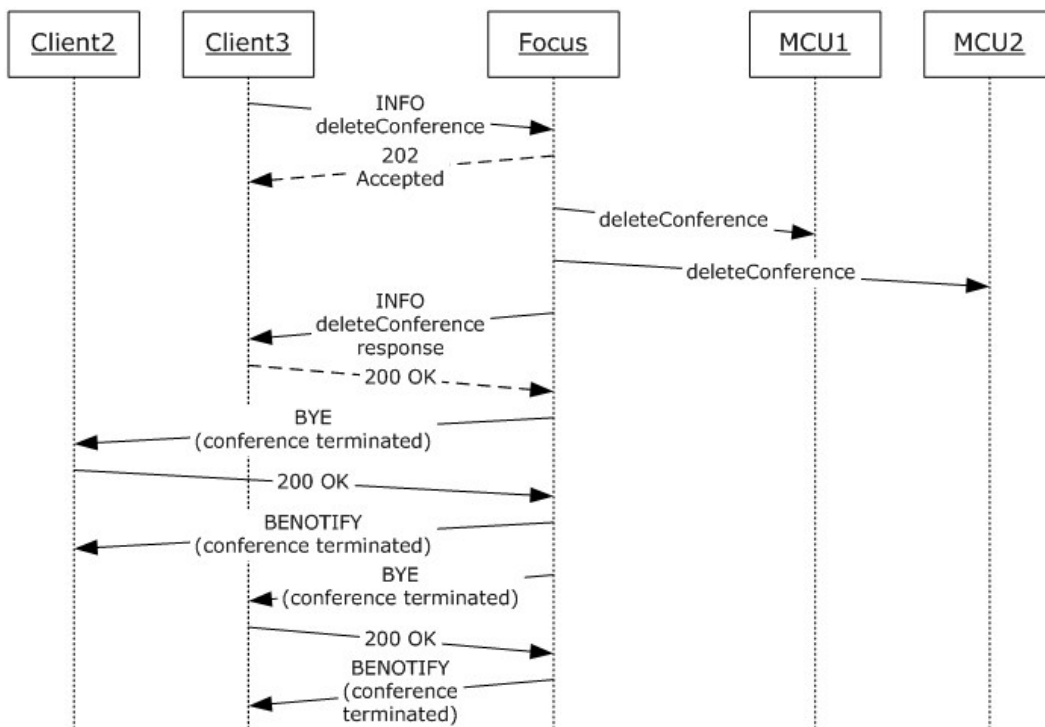 Client2
Client3
Focus
MCU1
MCU2
INFO
deleteConference
202
Accepted
deleteConference
deleteConference
INFO
deleteConference
response
200 OK
BYE
(conference terminated)
200 OK
BENOTIFY
(conference terminated)
BYE
(conference terminated)
200 OK
BENOTIFY
(conference
terminated)